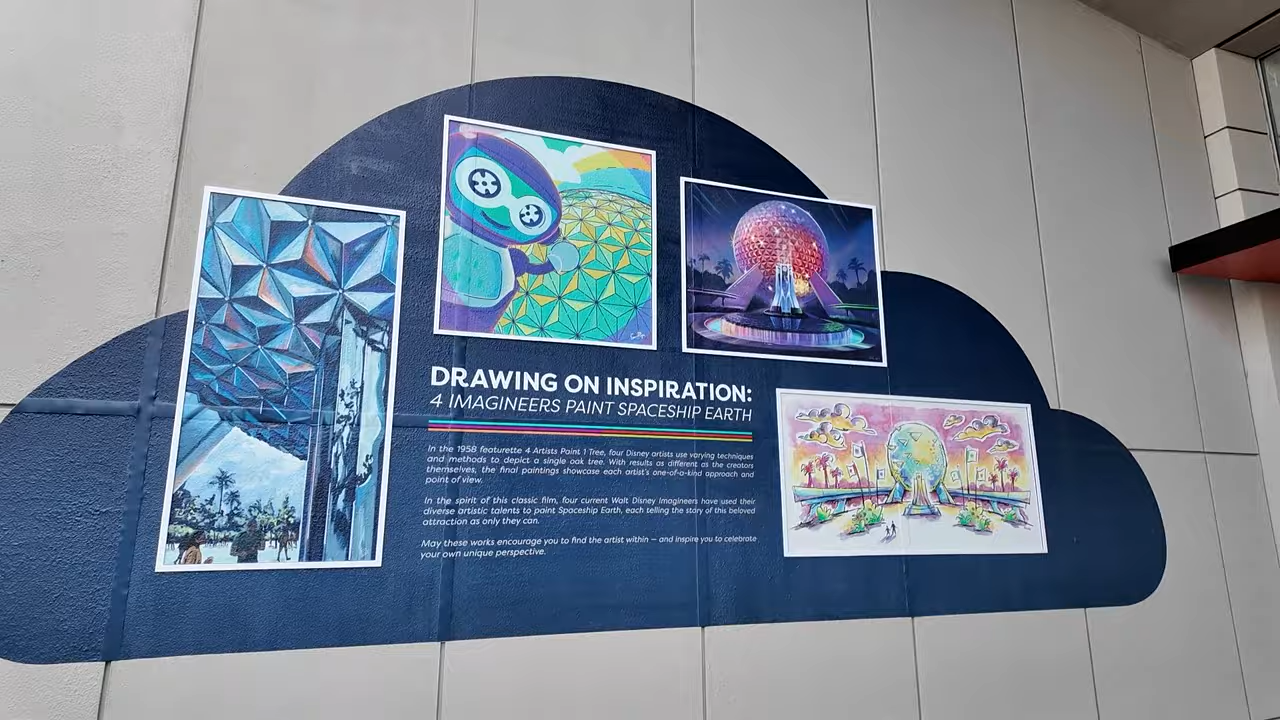 DRAWING ON INSPIRATION:
4 IMAGINEERS PAINT SPACESHIP EARTH
In the 1958 featurette 4 Artists Paint 1 Tree, four Disney artists use varying techniques
and methods to depict a single oak tree. With results as different as the creators
themselves, the final paintings showcase each artist's one-of-a-kind approach and
point of view.
In the spirit of this classic film, four current Walt Disney Imagineers have used their
diverse artistic talents to paint Spaceship Earth, each telling the story of this beloved
attraction as only they can.
May these works encourage you to find the artist within – and inspire you to celebrate
your own unique perspective.